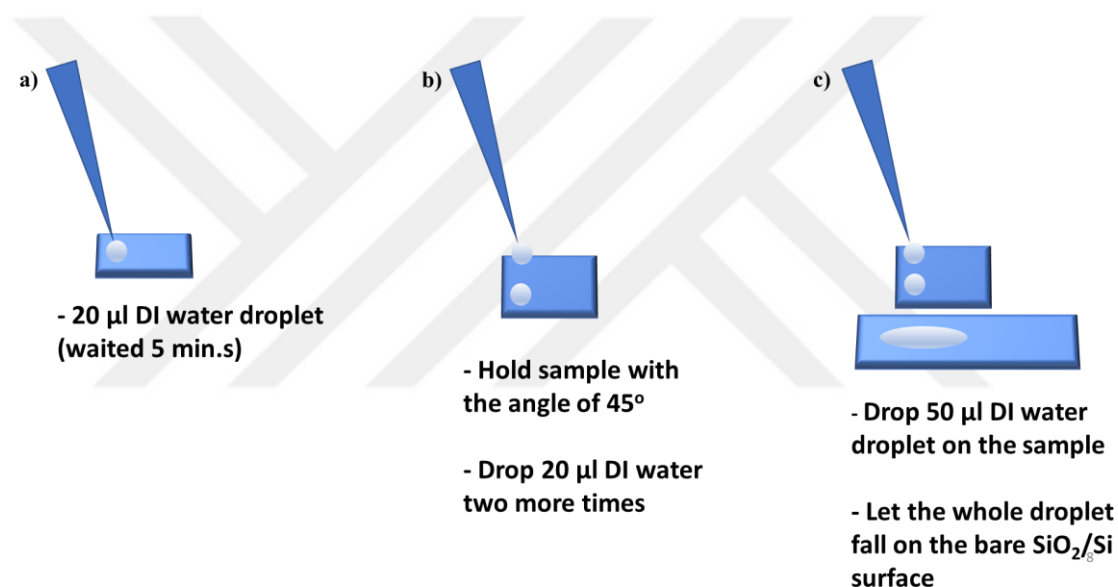 a)
- 20 µl DI water droplet
(waited 5 min.s)
b)
- Hold sample with
the angle of 45°
- Drop 20 µl DI water
two more times
c)
- Drop 50 µl DI water
droplet on the sample
- Let the whole droplet
fall on the bare SiO₂/Si
8
surface